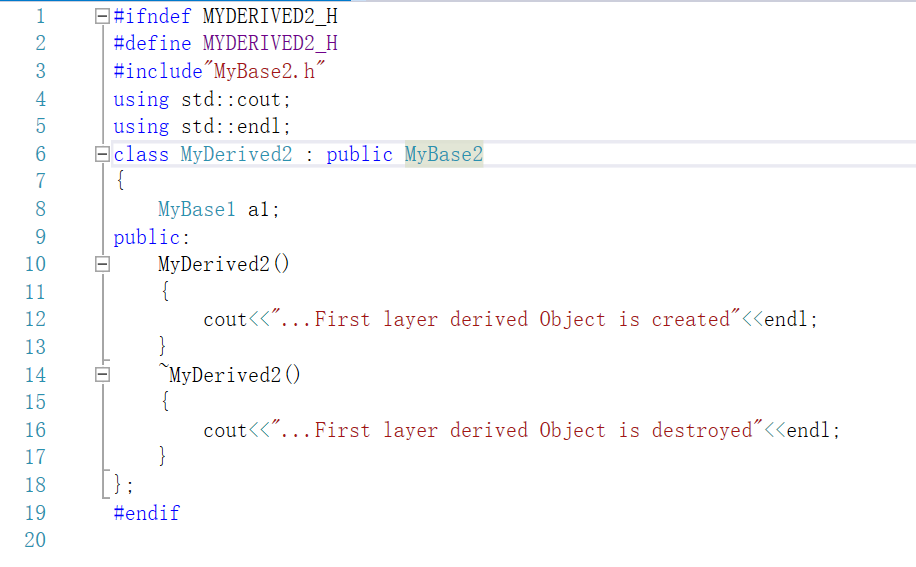 1 #ifndef MYDERIVED2_H
2 #define MYDERIVED2_H
3 #include"MyBase2.h"
4 using std::cout;
5 using std::endl;
6 class MyDerived2 : public MyBase2
7 {
8 MyBase1 a1;
9 public:
10 MyDerived2()
11 {
12 cout<<"...First layer derived Object is created"<<endl;
13 }
14 ~MyDerived2()
15 {
16 cout<<"...First layer derived Object is destroyed"<<endl;
17 }
18 };
19 #endif
20